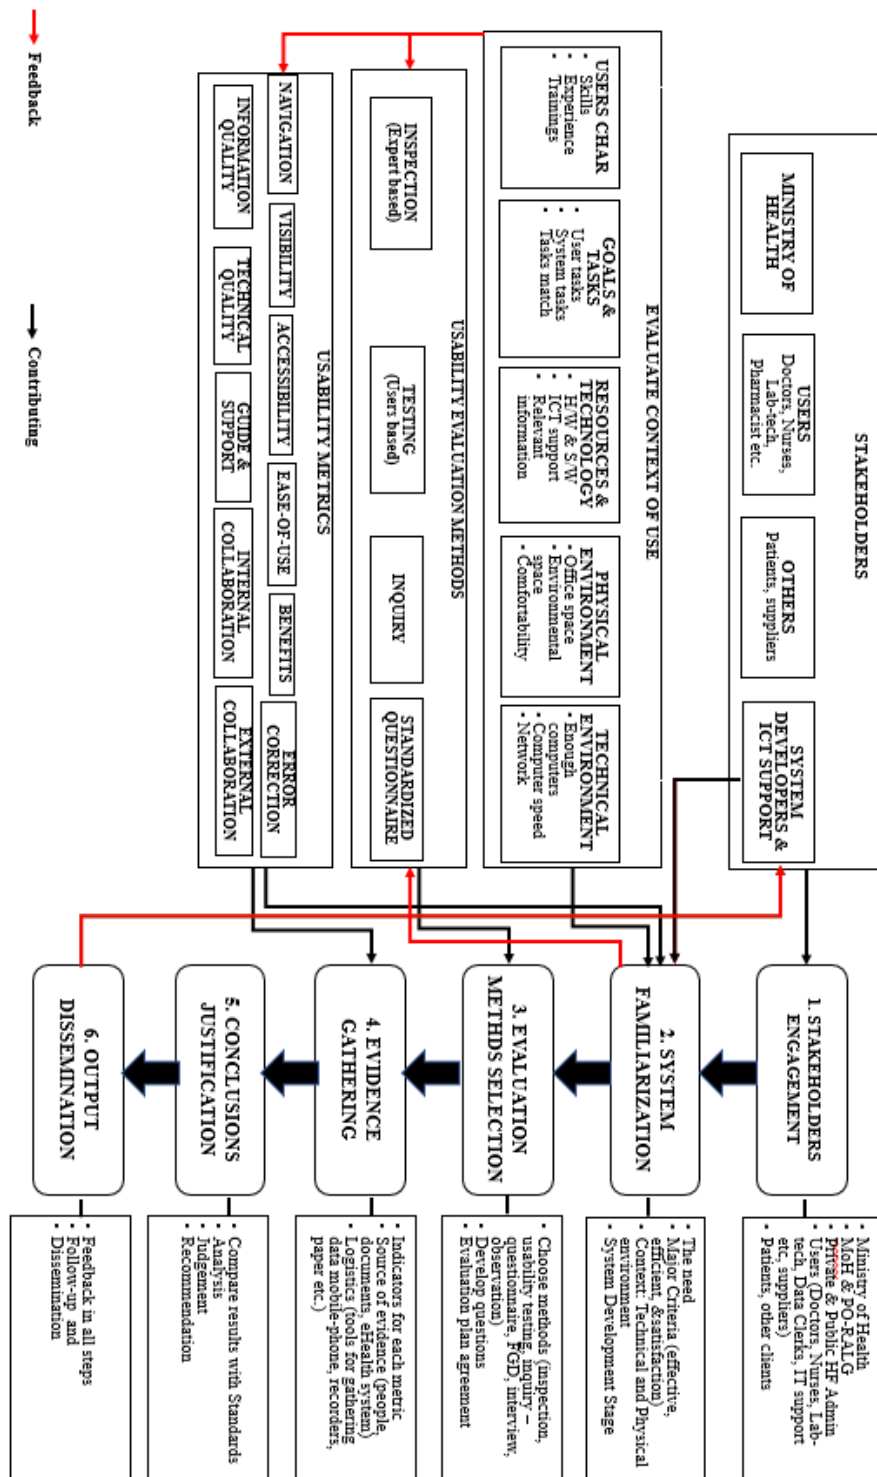 STAKEHOLDERS
MINISTRY OF
HEALTH
USERS
Doctors, Nurses,
Lab-tech,
Pharmacist etc.
OTHERS
Patients, suppliers
SYSTEM
DEVELOPERS &
ICT SUPPORT
EVALUATE CONTEXT OF USE
USERS CHAR
• Skills
• Experience
• Trainings
GOALS &
TASKS
• User tasks
• System tasks
• Tasks match
RESOURCES &
TECHNOLOGY
• H/W & S/W
• ICT support
• Relevant
information
PHYSICAL
ENVIRONMENT
• Office space
• Environmental
space
• Comfortability
TECHNICAL
ENVIRONMENT
• Enough
computers
• Computer speed
• Network
USABILITY EVALUATION METHODS
INSPECTION
(Expert based)
TESTING
(Users based)
INQUIRY
STANDARDIZED
QUESTIONNAIRE
USABILITY METRICS
NAVIGATION
VISIBILITY
ACCESSIBILITY
EASE-OF-USE
BENEFITS
ERROR
CORRECTION
INFORMATION
QUALITY
TECHNICAL
QUALITY
GUIDE &
SUPPORT
INTERNAL
COLLABORATION
EXTERNAL
COLLABORATION
Feedback
Contributing
1. STAKEHOLDERS
ENGAGEMENT
2. SYSTEM
FAMILIARIZATION
3. EVALUATION
METHDS SELECTION
4. EVIDENCE
GATHERING
5. CONCLUSIONS
JUSTIFICATION
6. OUTPUT
DISSEMINATION
• Ministry of Health
• MoH & PO-RALG
• Private & Public HF Admin
• Users (Doctors, Nurses, Lab-
tech, Data Clerks, IT support
etc, suppliers)
• Patients, other clients
• The need
• Major Criteria (effective,
efficient, &satisfaction)
• Context: Technical and Physical
environment
• System Development Stage
• Choose methods (inspection,
usability testing, inquiry –
questionnaire, FGD, interview,
observation)
• Develop questions
• Evaluation plan agreement
• Indicators for each metric
• Source of evidence (people,
documents, eHealth system)
• Logistics (tools for gathering
data mobile-phone, recorders,
paper etc.)
• Compare results with Standards
• Analysis
• Judgement
• Recommendation
• Feedback in all steps
• Follow-up and
• Dissemination